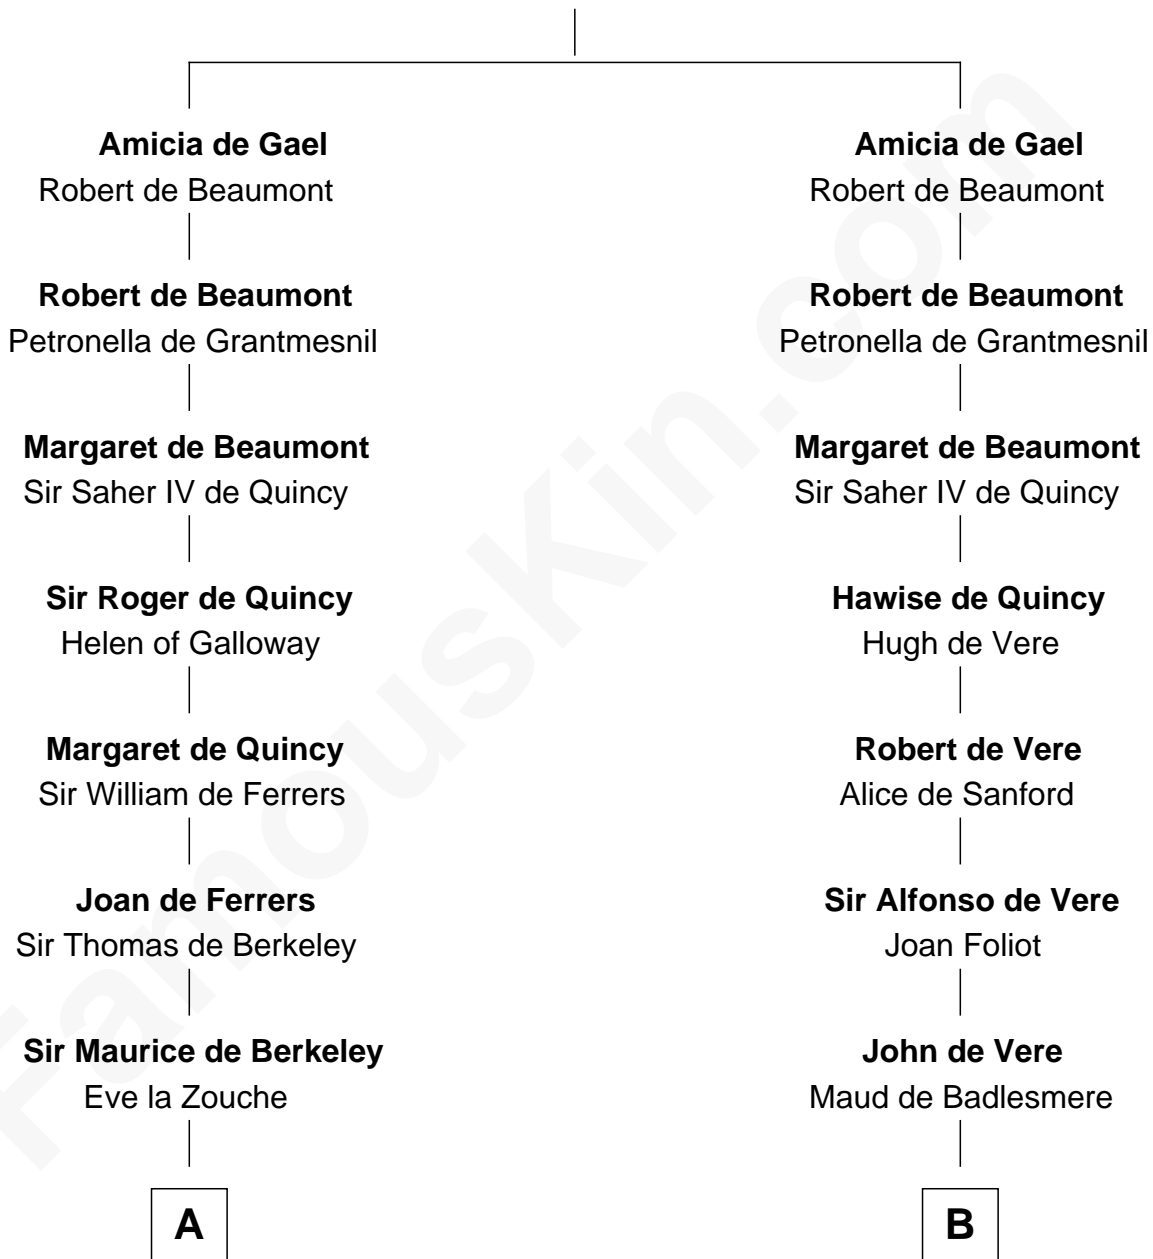 Amicia de Gael
Robert de Beaumont
Robert de Beaumont
Petronella de Grantmesnil
Margaret de Beaumont
Sir Saher IV de Quincy
Sir Roger de Quincy
Helen of Galloway
Margaret de Quincy
Sir William de Ferrers
Joan de Ferrers
Sir Thomas de Berkeley
Sir Maurice de Berkeley
Eve la Zouche
A
Amicia de Gael
Robert de Beaumont
Robert de Beaumont
Petronella de Grantmesnil
Margaret de Beaumont
Sir Saher IV de Quincy
Hawise de Quincy
Hugh de Vere
Robert de Vere
Alice de Sanford
Sir Alfonso de Vere
Joan Foliot
John de Vere
Maud de Badlesmere
B
FamousKin.com